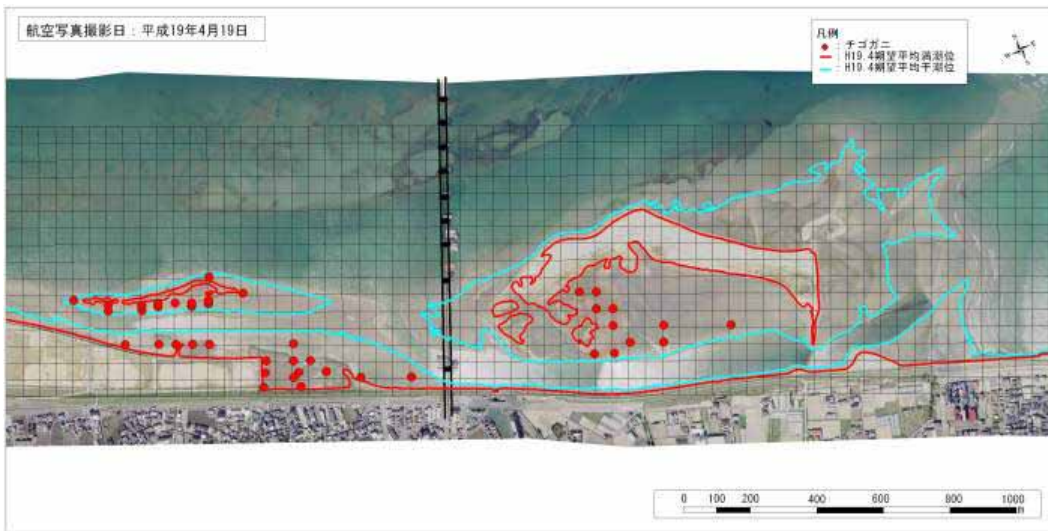 航空写真撮影日：平成19年4月19日
凡例
：チゴガニ
：H19.4期望平均満潮位
：H19.4期望平均干潮位
0 100 200 400 600 800 1000
m